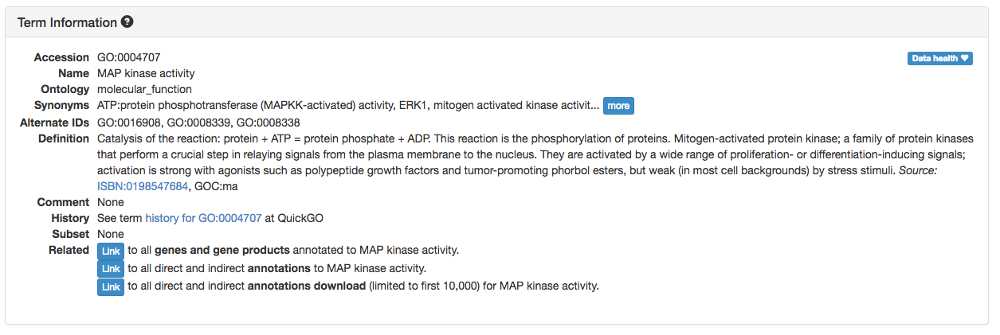 Term Information ?
Accession GO:0004707 Data health
Name MAP kinase activity
Ontology molecular_function
Synonyms ATP:protein phosphotransferase (MAPKK-activated) activity, ERK1, mitogen activated kinase activit... more
Alternate IDs GO:0016908, GO:0008339, GO:0008338
Definition Catalysis of the reaction: protein + ATP = protein phosphate + ADP. This reaction is the phosphorylation of proteins. Mitogen-activated protein kinase; a family of protein kinases
that perform a crucial step in relaying signals from the plasma membrane to the nucleus. They are activated by a wide range of proliferation- or differentiation-inducing signals;
activation is strong with agonists such as polypeptide growth factors and tumor-promoting phorbol esters, but weak (in most cell backgrounds) by stress stimuli. Source:
ISBN:0198547684, GOC:ma
Comment None
History See term history for GO:0004707 at QuickGO
Subset None
Related Link to all genes and gene products annotated to MAP kinase activity.
Link to all direct and indirect annotations to MAP kinase activity.
Link to all direct and indirect annotations download (limited to first 10,000) for MAP kinase activity.